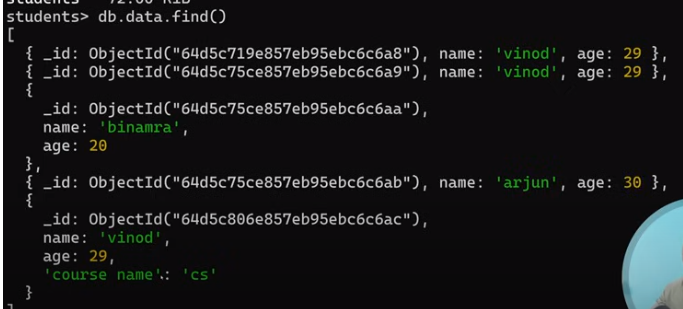 students 72.00 KiB
students> db.data.find()
[
  { _id: ObjectId("64d5c719e857eb95ebc6c6a8"), name: 'vinod', age: 29 },
  { _id: ObjectId("64d5c75ce857eb95ebc6c6a9"), name: 'vinod', age: 29 },
  {
    _id: ObjectId("64d5c75ce857eb95ebc6c6aa"),
    name: 'binamra',
    age: 20
  },
  { _id: ObjectId("64d5c75ce857eb95ebc6c6ab"), name: 'arjun', age: 30 },
  {
    _id: ObjectId("64d5c806e857eb95ebc6c6ac"),
    name: 'vinod',
    age: 29,
    'course name': 'cs'
  }
]